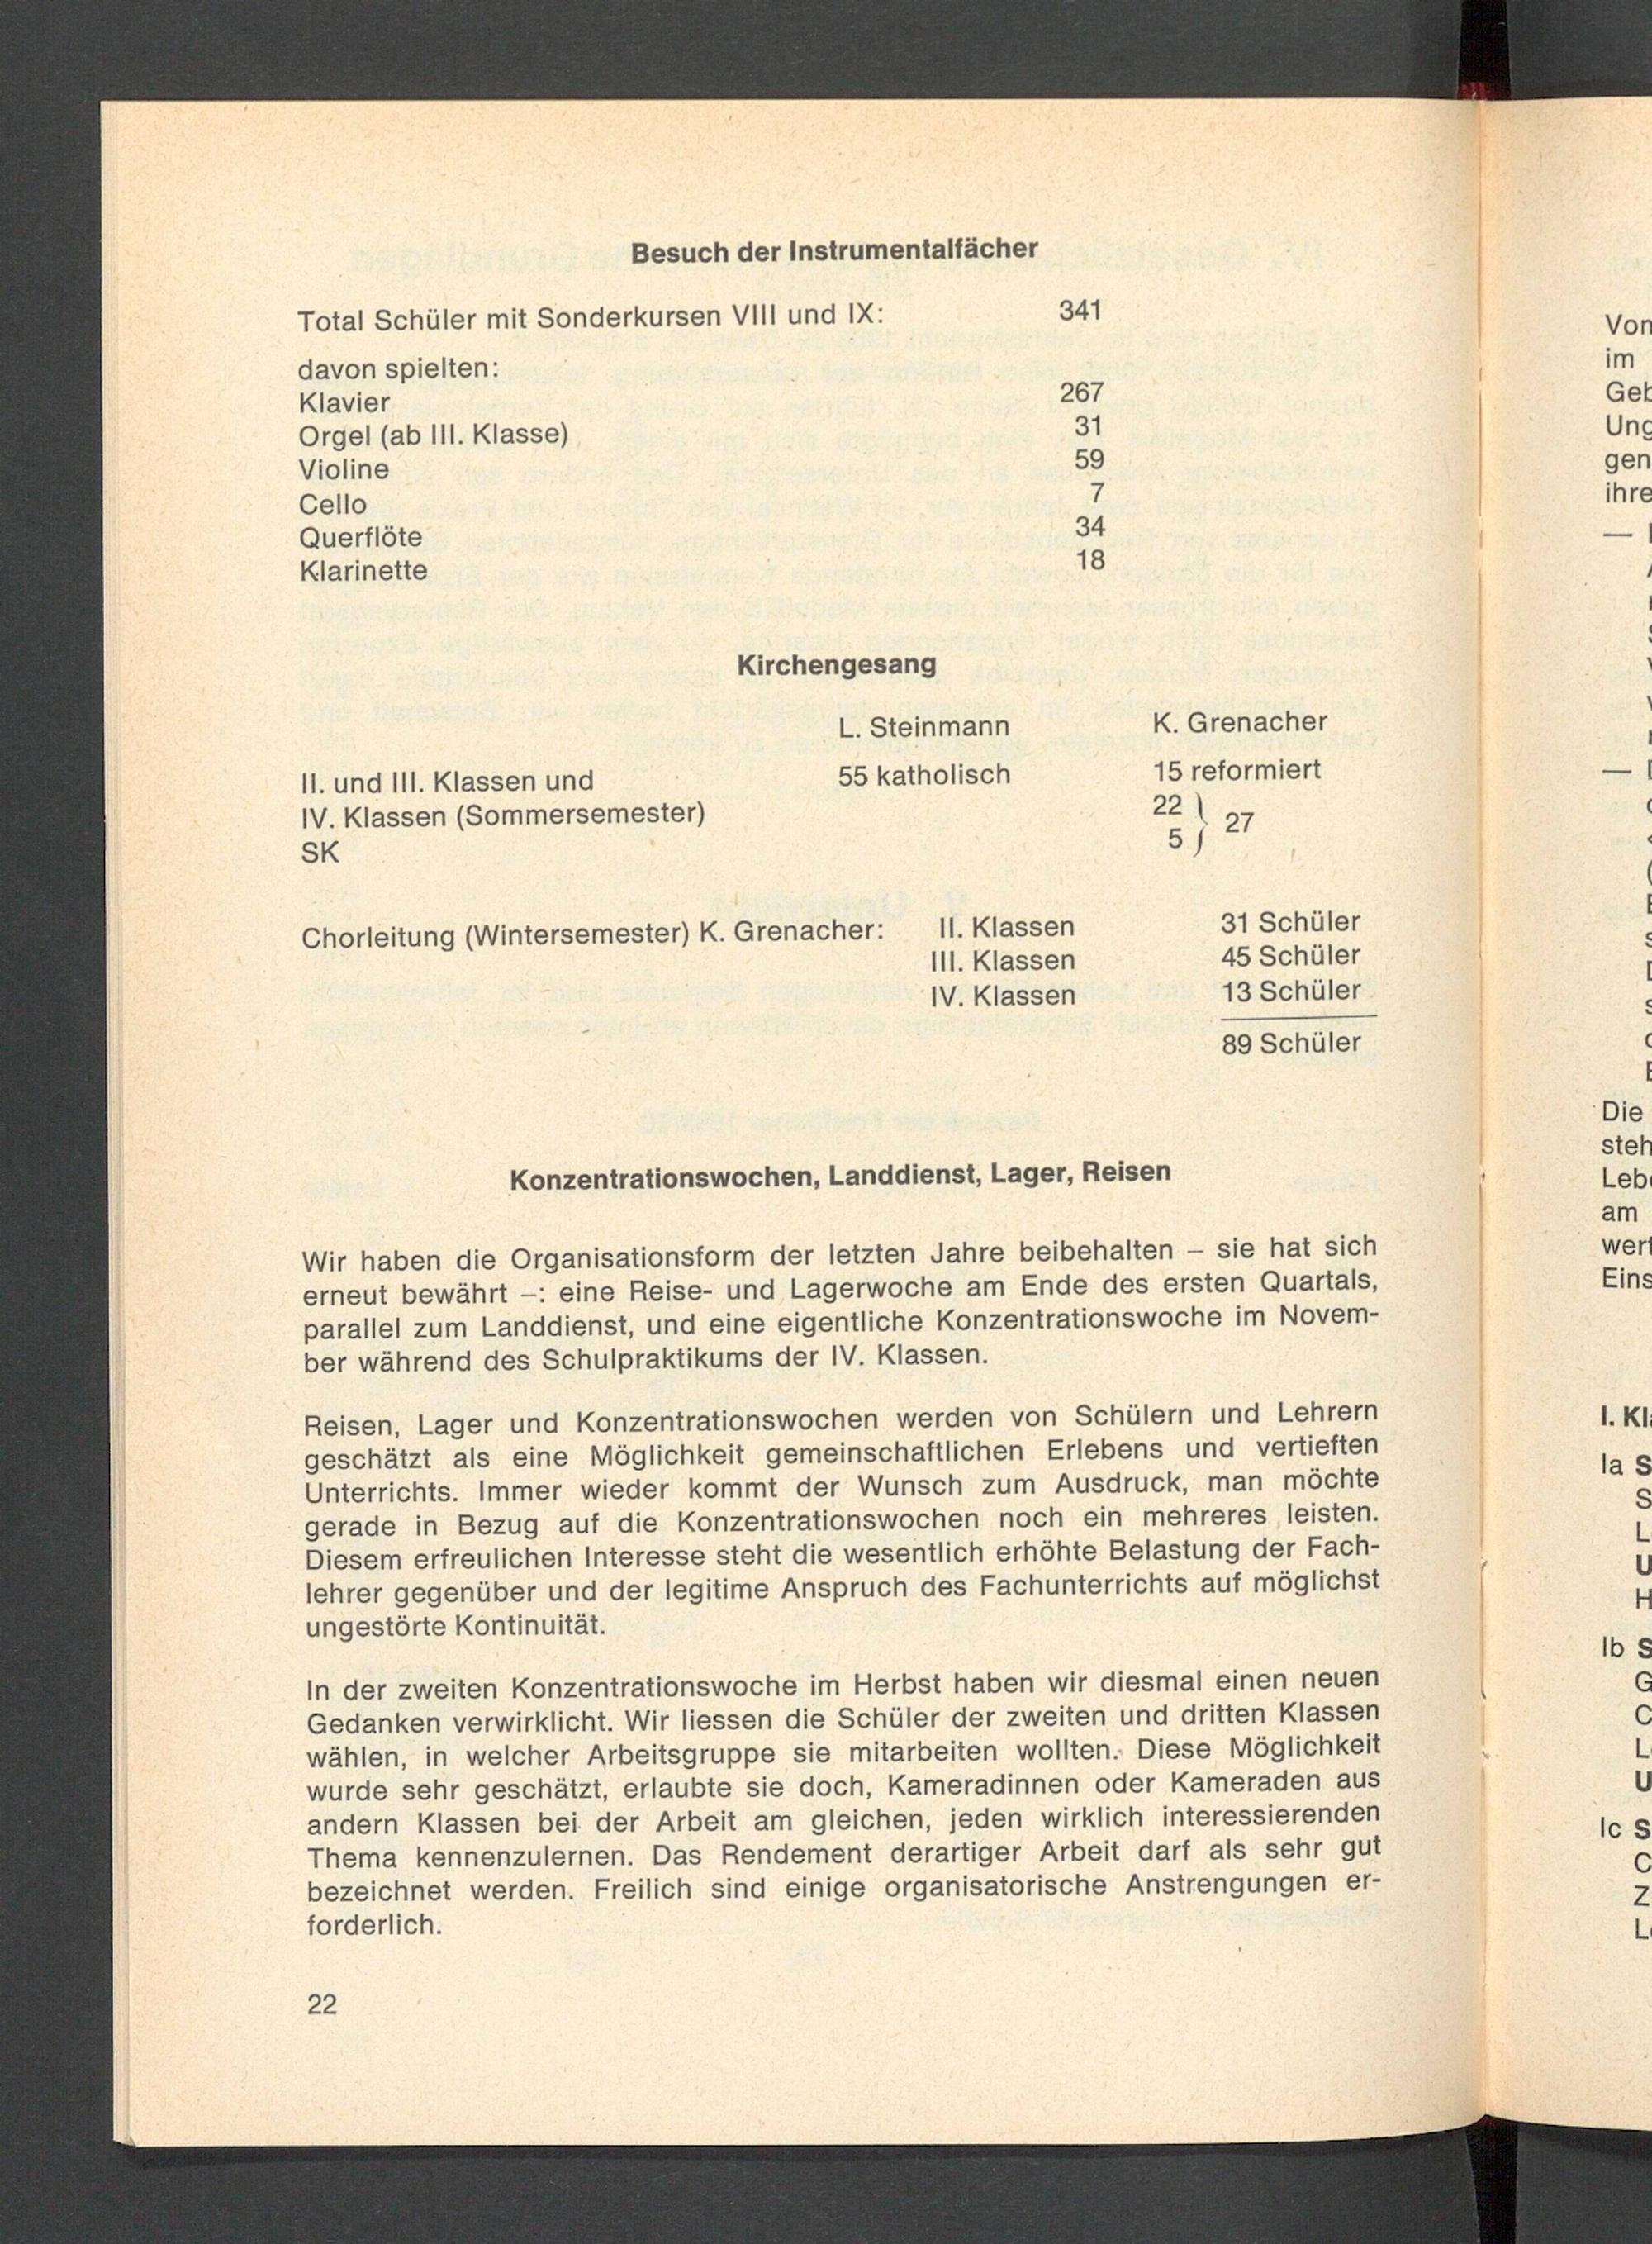 Besuch der Instrumentalfächer
Total Schüler mit Sonderkursen VIII und IX: 341
davon spielten:
Klavier 267
Orgel (ab III. Klasse) 31
Violine 59
Cello 7
Querflöte 34
Klarinette 18
Kirchengesang
L. Steinmann K. Grenacher
II. und III. Klassen und 55 katholisch 15 reformiert
IV. Klassen (Sommersemester) 22 } 27
SK 5
Chorleitung (Wintersemester) K. Grenacher: II. Klassen 31 Schüler
III. Klassen 45 Schüler
IV. Klassen 13 Schüler
89 Schüler
Konzentrationswochen, Landdienst, Lager, Reisen
Wir haben die Organisationsform der letzten Jahre beibehalten – sie hat sich
erneut bewährt –: eine Reise- und Lagerwoche am Ende des ersten Quartals,
parallel zum Landdienst, und eine eigentliche Konzentrationswoche im Novem-
ber während des Schulpraktikums der IV. Klassen.
Reisen, Lager und Konzentrationswochen werden von Schülern und Lehrern
geschätzt als eine Möglichkeit gemeinschaftlichen Erlebens und vertieften
Unterrichts. Immer wieder kommt der Wunsch zum Ausdruck, man möchte
gerade in Bezug auf die Konzentrationswochen noch ein mehreres leisten.
Diesem erfreulichen Interesse steht die wesentlich erhöhte Belastung der Fach-
lehrer gegenüber und der legitime Anspruch des Fachunterrichts auf möglichst
ungestörte Kontinuität.
In der zweiten Konzentrationswoche im Herbst haben wir diesmal einen neuen
Gedanken verwirklicht. Wir liessen die Schüler der zweiten und dritten Klassen
wählen, in welcher Arbeitsgruppe sie mitarbeiten wollten. Diese Möglichkeit
wurde sehr geschätzt, erlaubte sie doch, Kameradinnen oder Kameraden aus
andern Klassen bei der Arbeit am gleichen, jeden wirklich interessierenden
Thema kennenzulernen. Das Rendement derartiger Arbeit darf als sehr gut
bezeichnet werden. Freilich sind einige organisatorische Anstrengungen er-
forderlich.
22
im
Die
am
I.
Ia
Ib
Ic